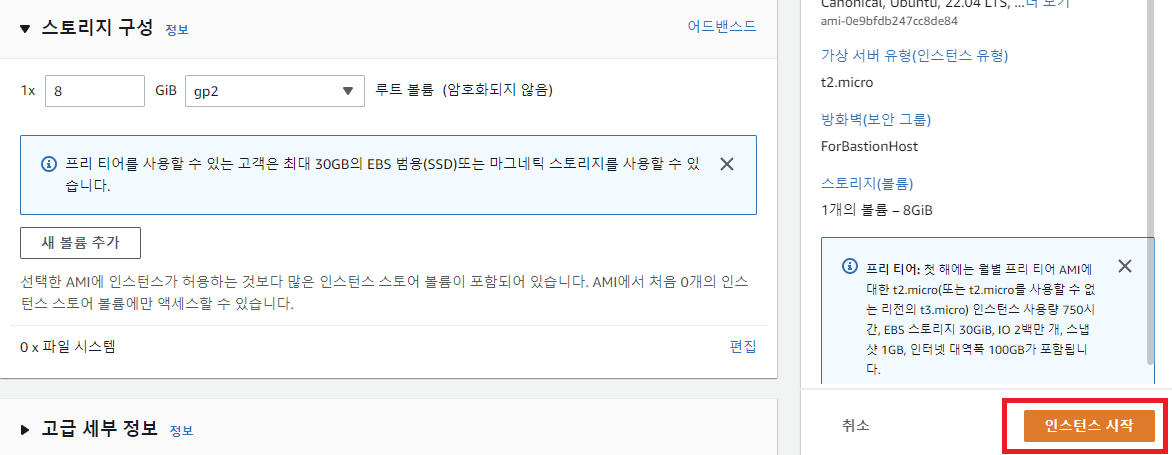 스토리지 구성 정보
어드밴스드
1x 8 GiB gp2 루트 볼륨 (암호화되지 않음)
프리 티어를 사용할 수 있는 고객은 최대 30GB의 EBS 범용(SSD)또는 마그네틱 스토리지를 사용할 수 있
습니다.
새 볼륨 추가
선택한 AMI에 인스턴스가 허용하는 것보다 많은 인스턴스 스토어 볼륨이 포함되어 있습니다. AMI에서 처음 0개의 인스
턴스 스토어 볼륨에만 액세스할 수 있습니다.
0 x 파일 시스템
편집
고급 세부 정보 정보
Canonical, Ubuntu, 22.04 LTS, ...더 보기
ami-0e9bfdb247cc8de84
가상 서버 유형(인스턴스 유형)
t2.micro
방화벽(보안 그룹)
ForBastionHost
스토리지(볼륨)
1개의 볼륨 – 8GiB
프리 티어: 첫 해에는 월별 프리 티어 AMI에
대한 t2.micro(또는 t2.micro를 사용할 수 없
는 리전의 t3.micro) 인스턴스 사용량 750시
간, EBS 스토리지 30GiB, IO 2백만 개, 스냅
샷 1GB, 인터넷 대역폭 100GB가 포함됩니
다.
취소
인스턴스 시작